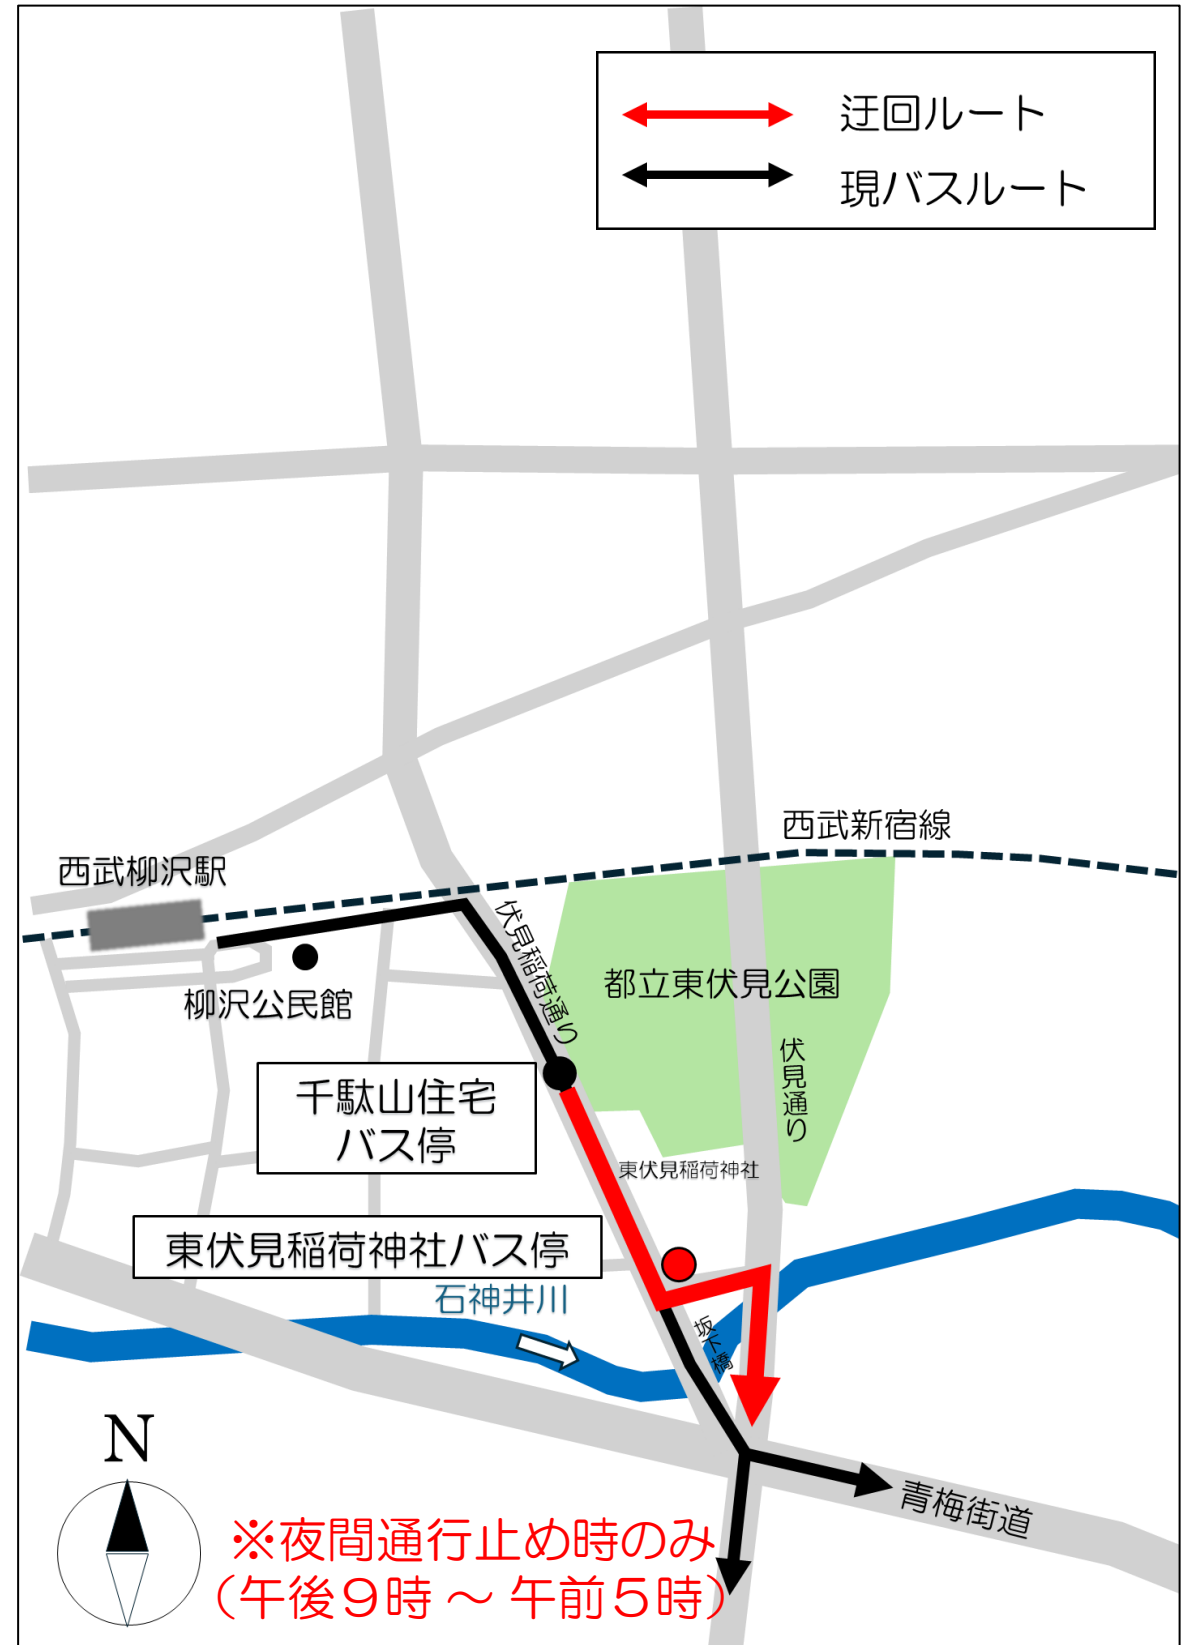 迂回ルート
現バスルート
西武新宿線
西武柳沢駅
伏見稲荷通り
都立東伏見公園
柳沢公民館
伏見通り
千駄山住宅
バス停
東伏見稲荷神社
東伏見稲荷神社バス停
石神井川
坂下橋
N
青梅街道
※夜間通行止め時のみ
（午後９時 ～ 午前５時）